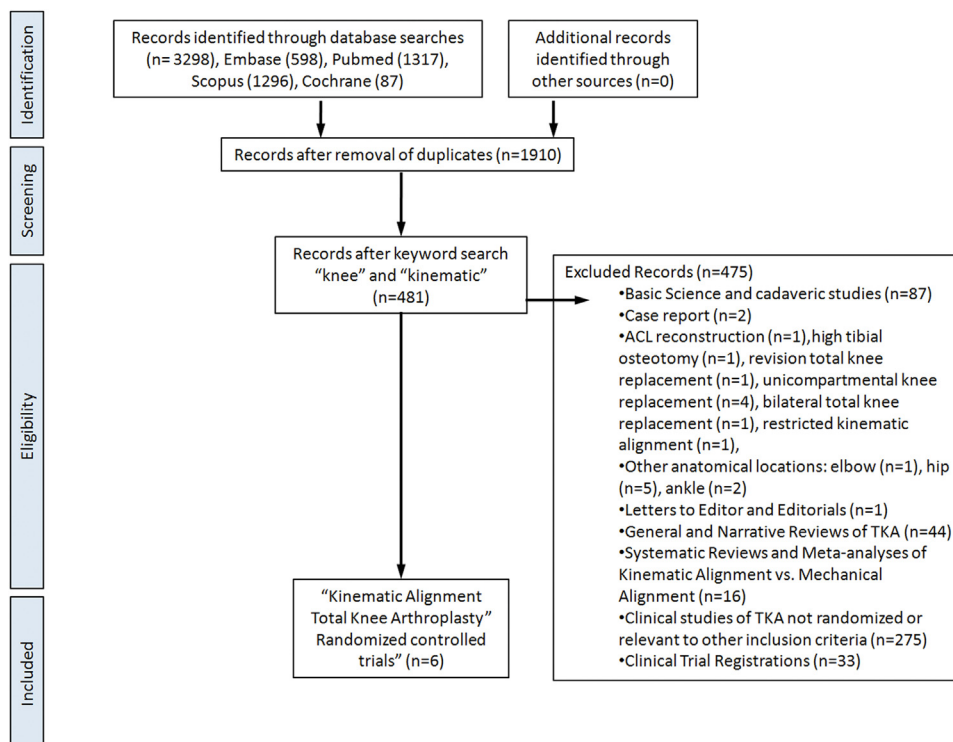 Identification
Records identified through database searches
(n= 3298), Embase (598), Pubmed (1317),
Scopus (1296), Cochrane (87)
Additional records
identified through
other sources (n=0)
Screening
Records after removal of duplicates (n=1910)
Records after keyword search
“knee” and “kinematic”
(n=481)
Eligibility
Excluded Records (n=475)
•Basic Science and cadaveric studies (n=87)
•Case report (n=2)
•ACL reconstruction (n=1),high tibial
osteotomy (n=1), revision total knee
replacement (n=1), unicompartmental knee
replacement (n=4), bilateral total knee
replacement (n=1), restricted kinematic
alignment (n=1),
•Other anatomical locations: elbow (n=1), hip
(n=5), ankle (n=2)
•Letters to Editor and Editorials (n=1)
•General and Narrative Reviews of TKA (n=44)
•Systematic Reviews and Meta-analyses of
Kinematic Alignment vs. Mechanical
Alignment (n=16)
•Clinical studies of TKA not randomized or
relevant to other inclusion criteria (n=275)
•Clinical Trial Registrations (n=33)
Included
“Kinematic Alignment
Total Knee Arthroplasty”
Randomized controlled
trials” (n=6)